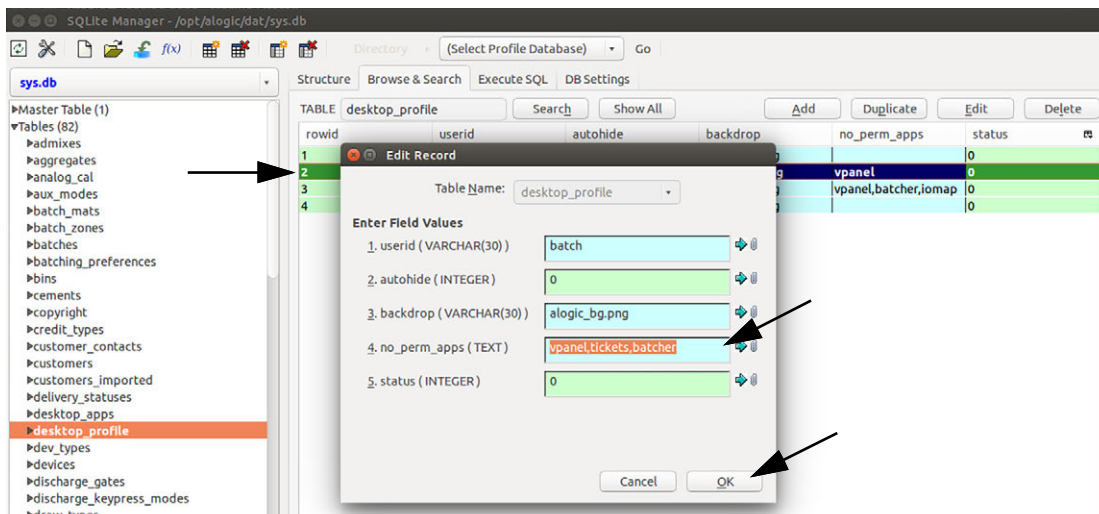 SQLite Manager - /opt/alogic/dat/sys.db
f(x) Directory (Select Profile Database) Go
sys.db
Structure Browse & Search Execute SQL DB Settings
Master Table (1)
Tables (82)
admixes
aggregates
analog_cal
aux_modes
batch_mats
batch_zones
batches
batching_preferences
bins
cements
copyright
credit_types
customer_contacts
customers
customers_imported
delivery_statuses
desktop_apps
desktop_profile
dev_types
devices
discharge_gates
discharge_keypress_modes
TABLE desktop_profile Search Show All Add Duplicate Edit Delete
rowid userid autohide backdrop no_perm_apps status
1 0
2 g vpanel 0
3 vpanel,batcher,iomap 0
4 0
Edit Record
Table Name: desktop_profile
Enter Field Values
1. userid ( VARCHAR(30) ) batch
2. autohide ( INTEGER ) 0
3. backdrop ( VARCHAR(30) ) alogic_bg.png
4. no_perm_apps ( TEXT ) vpanel,tickets,batcher
5. status ( INTEGER ) 0
Cancel OK